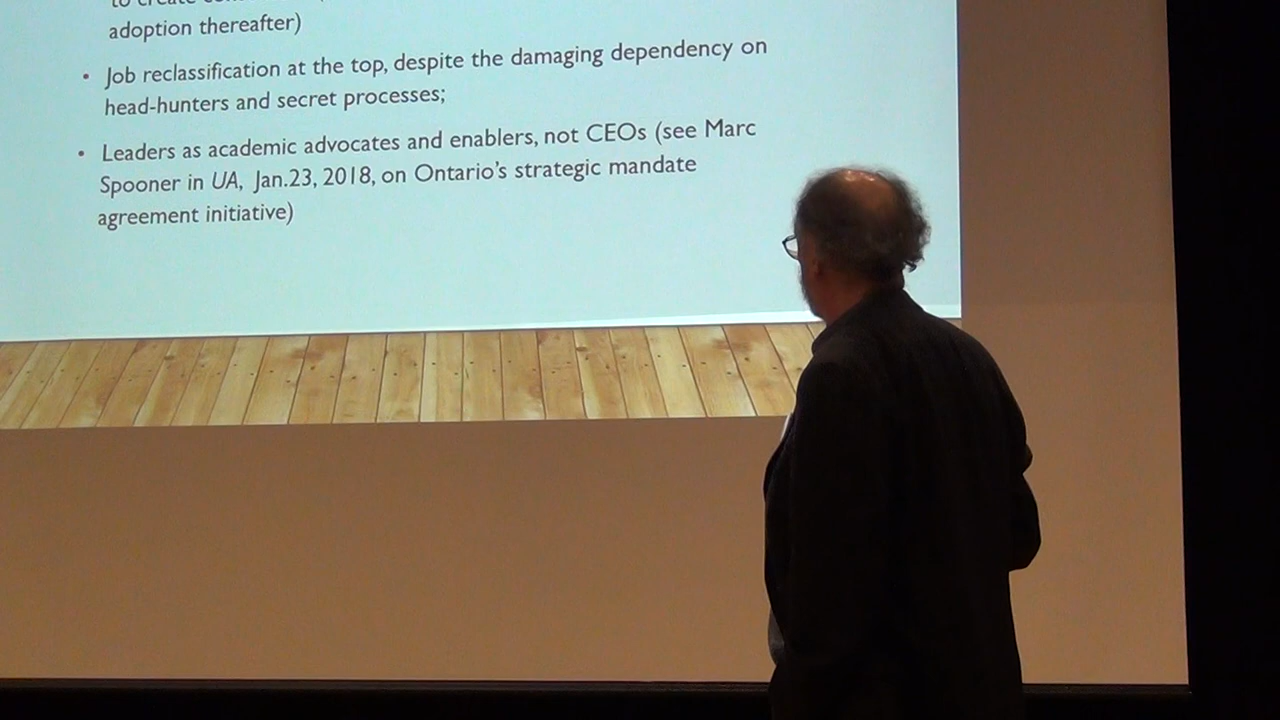 to create
adoption thereafter)
• Job reclassification at the top, despite the damaging dependency on
head-hunters and secret processes;
• Leaders as academic advocates and enablers, not CEOs (see Marc
Spooner in UA, Jan.23, 2018, on Ontario's strategic mandate
agreement initiative)